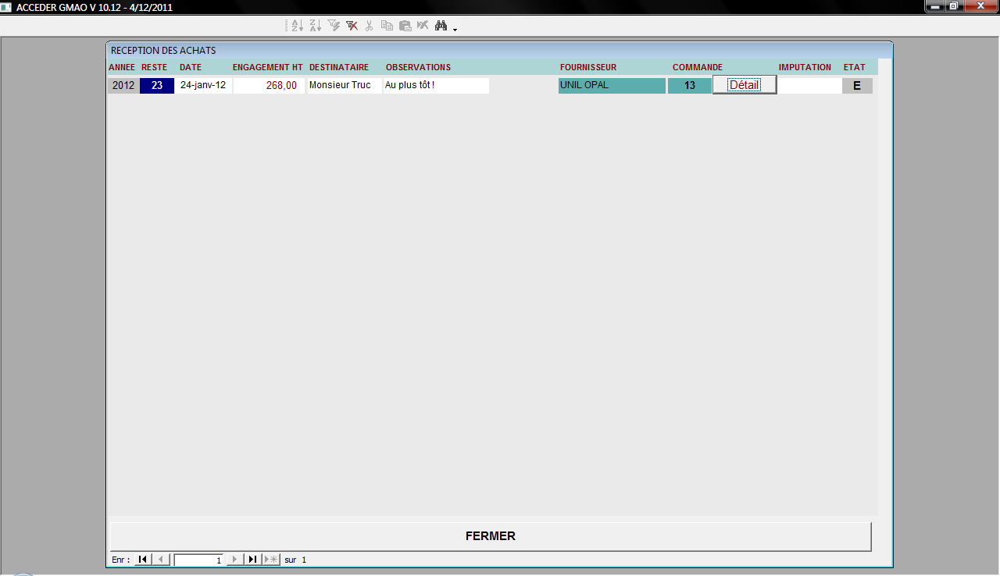 ACCEDER GMAO V 10.12 - 4/12/2011
RECEPTION DES ACHATS
ANNEE RESTE DATE ENGAGEMENT HT DESTINATAIRE OBSERVATIONS FOURNISSEUR COMMANDE IMPUTATION ETAT
2012 23 24-janv-12 268,00 Monsieur Truc Au plus tôt ! UNIL OPAL 13 Détail E
FERMER
Enr : 1 sur 1